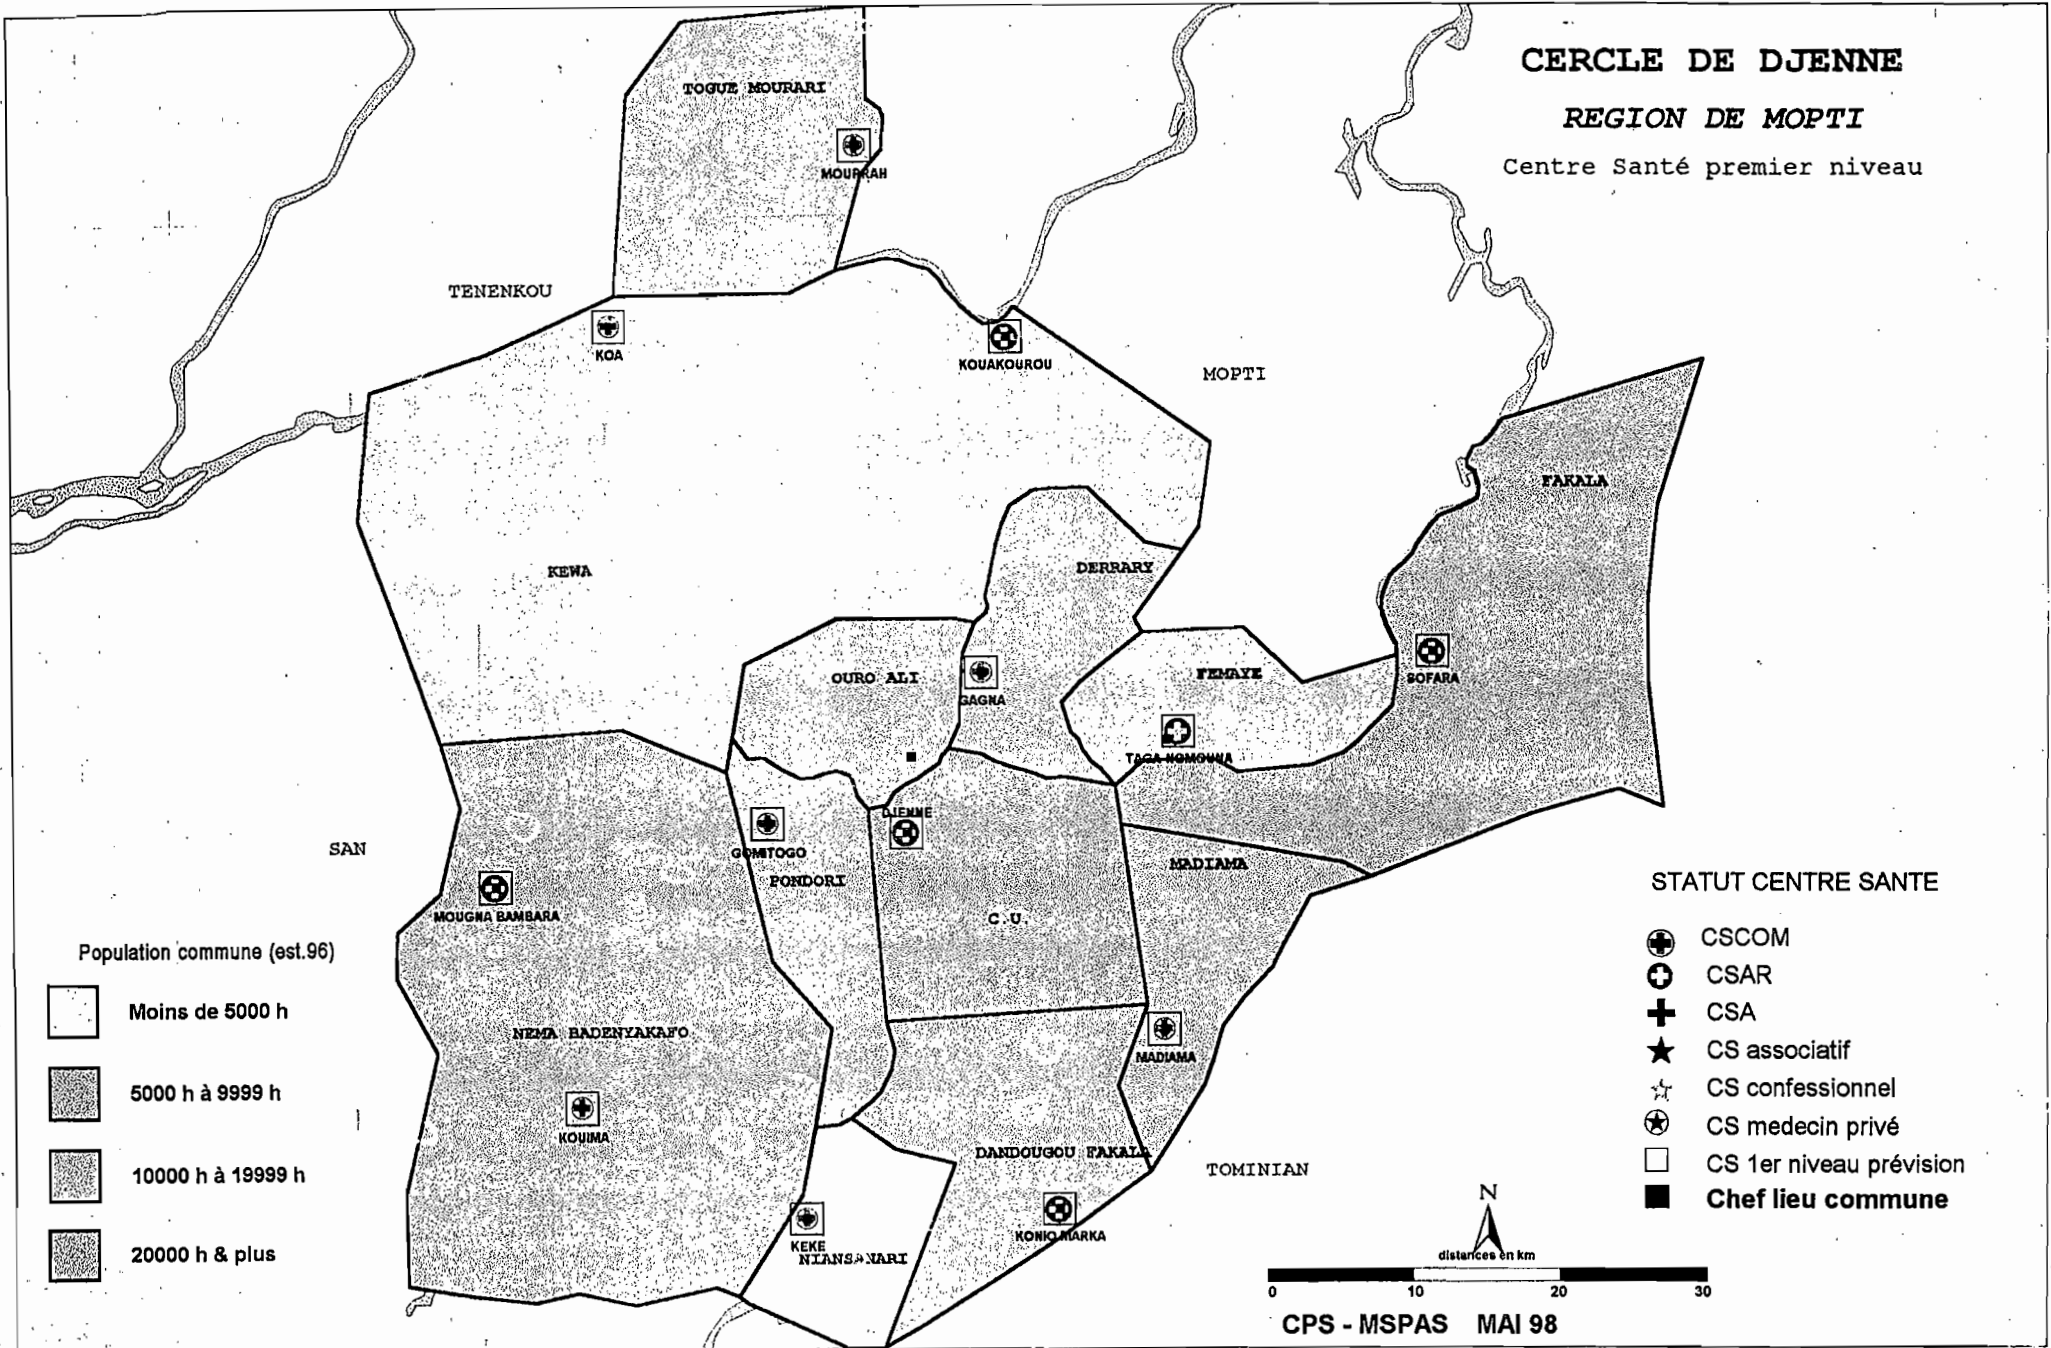 CERCLE DE DJENNE
REGION DE MOPTI
Centre Santé premier niveau
TOGUE MOURARI
MOURRAH
TENENKOU
KOA
KOUAKOUROU
MOPTI
FAKALA
KEWA
DERRARY
SOFARA
OURO ALI
GAGNA
FEMAYE
TAGA NOMOUNA
DJENNE
SAN
GOMITOGO
PONDORI
MADIAMA
MOUGNA BAMBARA
C.U.
NEMA BADENYAKAFO
MADIAMA
KOUIMA
DANDOUGOU FAKALA
TOMINIAN
KEKE
NIANSANARI
KONIO MARKA
Population commune (est.96)
Moins de 5000 h
5000 h à 9999 h
10000 h à 19999 h
20000 h & plus
STATUT CENTRE SANTE
CSCOM
CSAR
CSA
CS associatif
CS confessionnel
CS medecin privé
CS 1er niveau prévision
Chef lieu commune
N
distances en km
0 10 20 30
CPS - MSPAS MAI 98